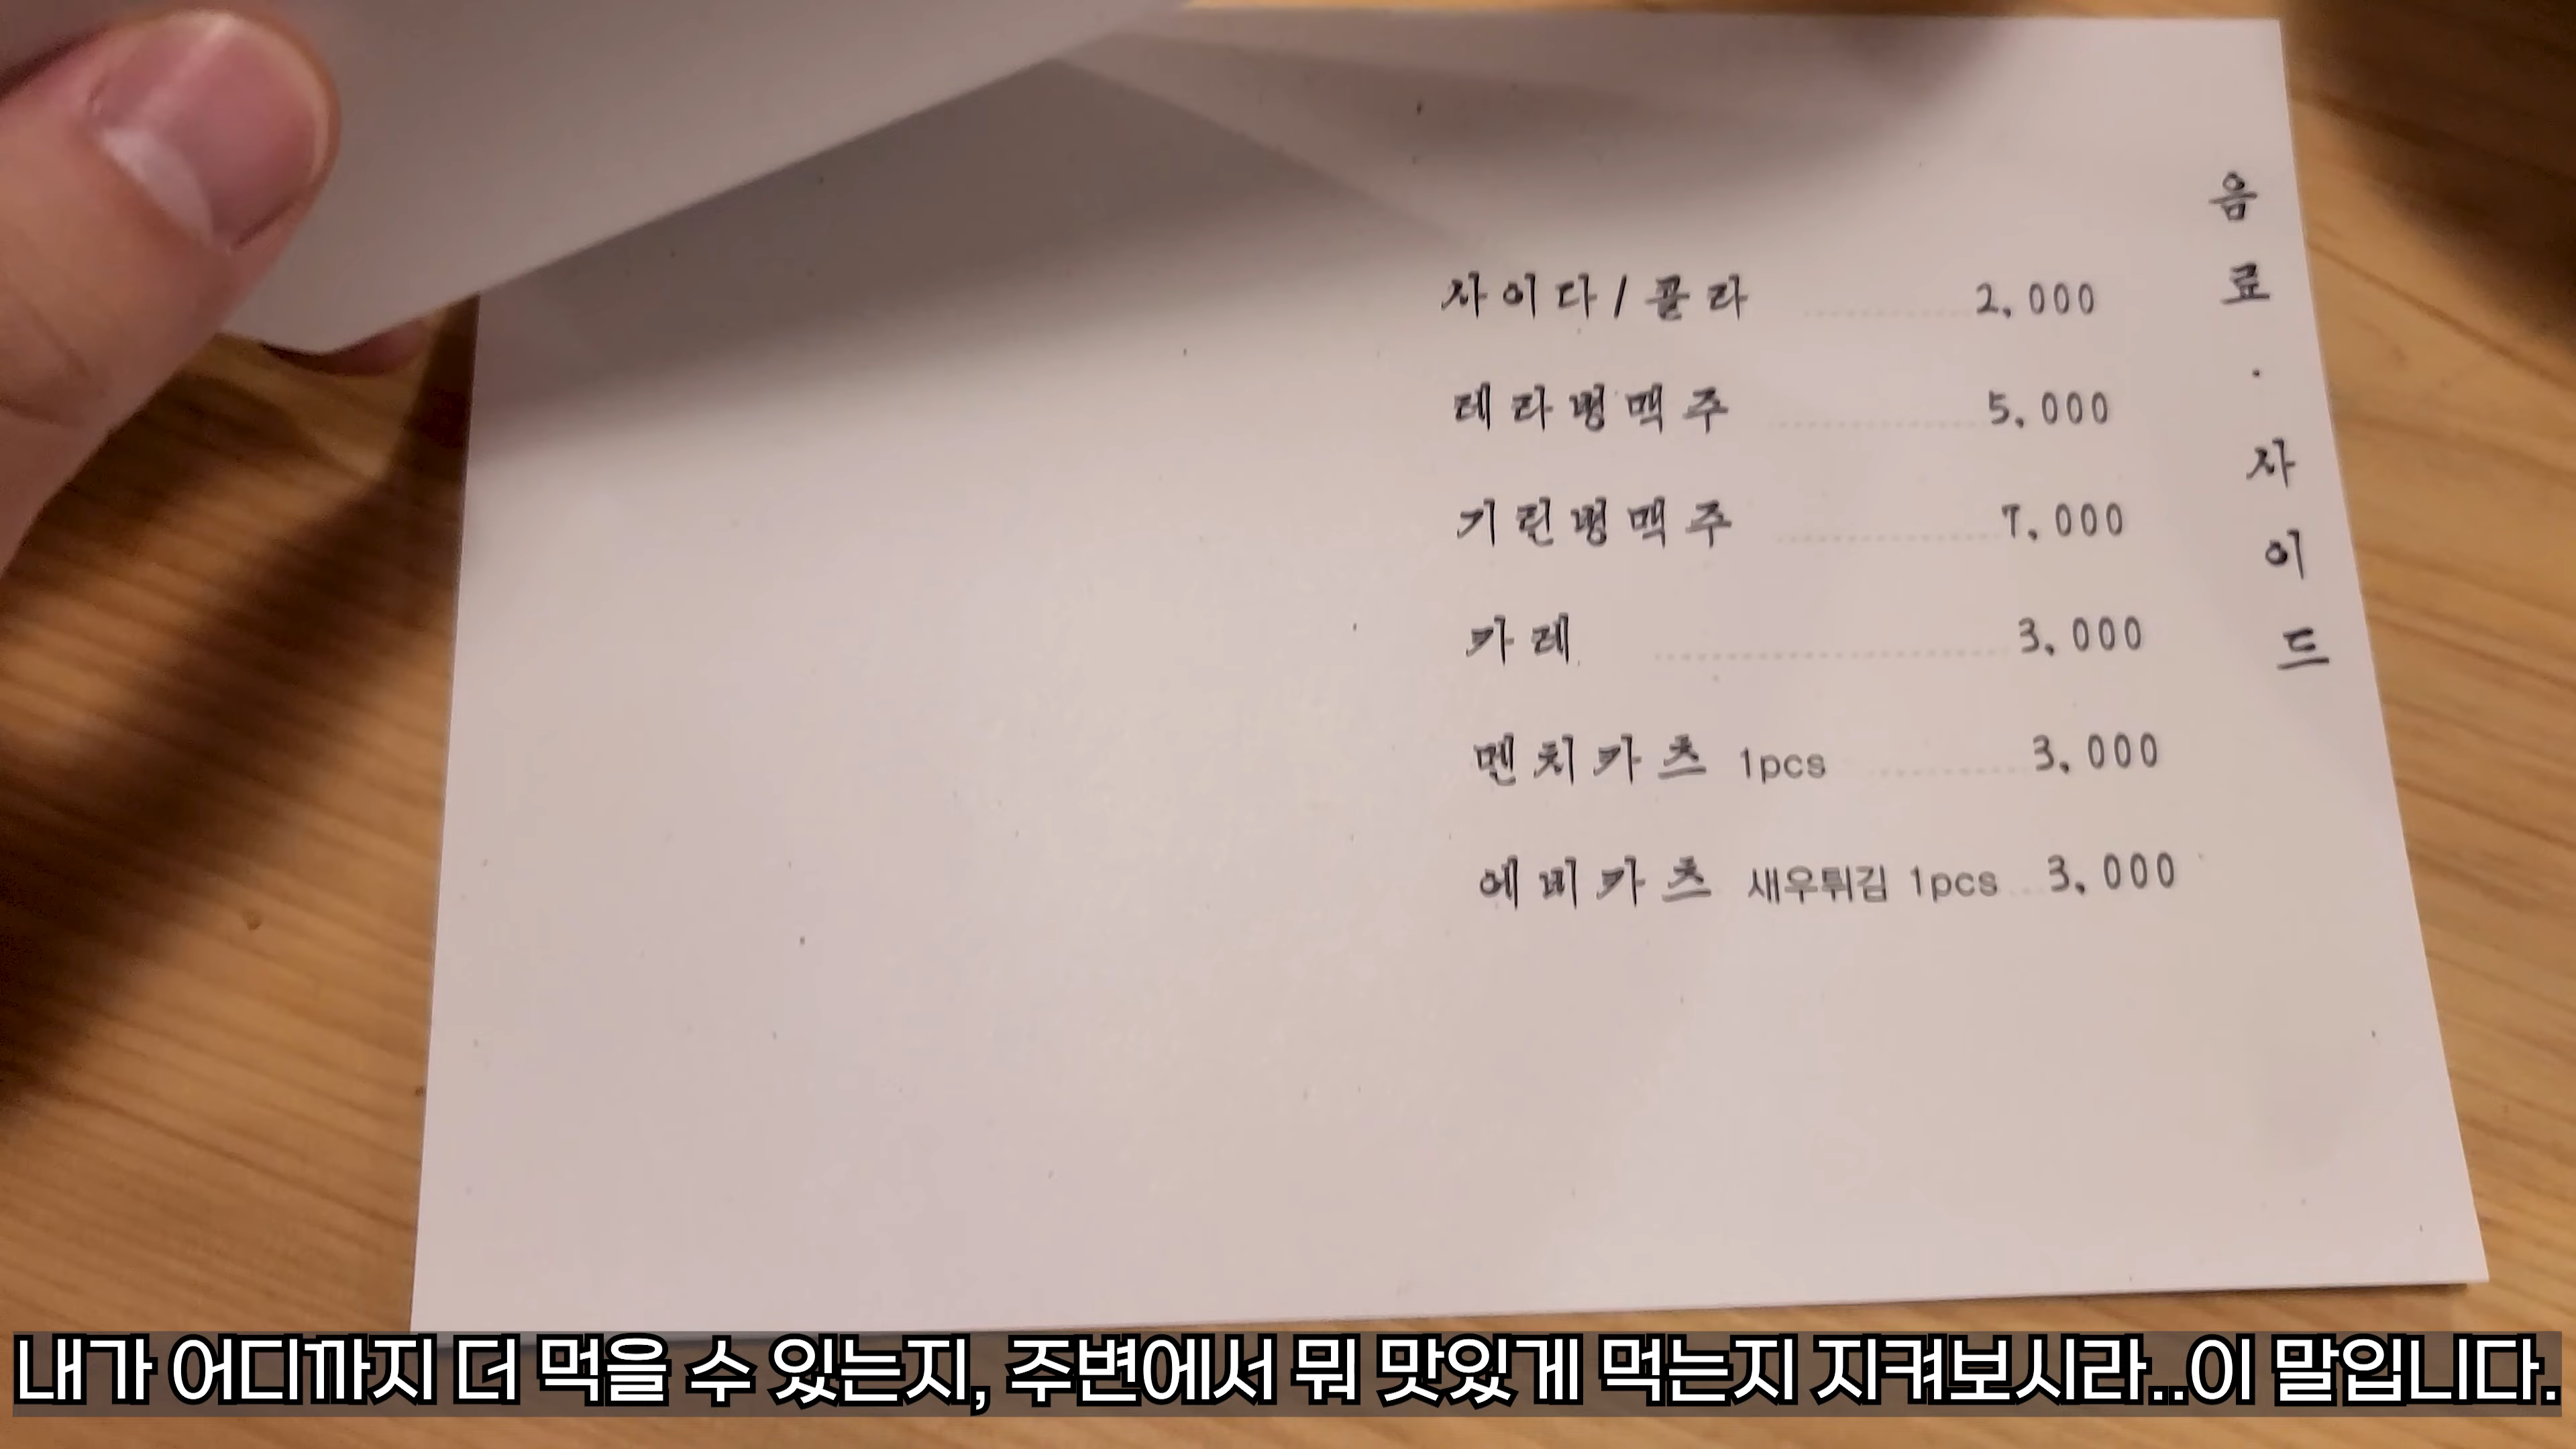 음료·사이드
사이다/콜라 2,000
테라병맥주 5,000
기린병맥주 7,000
카레 3,000
멘치카츠 1pcs 3,000
에비카츠 새우튀김 1pcs 3,000
내가 어디까지 더 먹을 수 있는지, 주변에서 뭐 맛있게 먹는지 지켜보시라..이 말입니다.